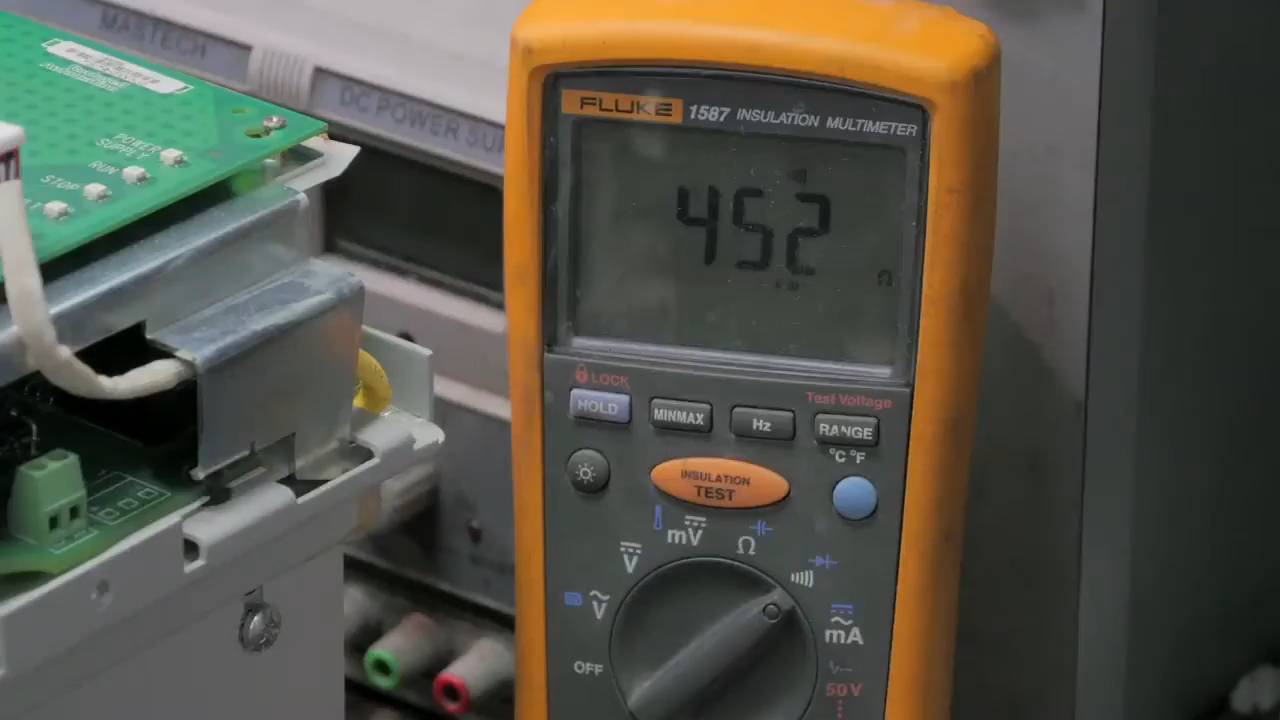 MASTECH
DC POWER SU
POWER
SUPPLY
RUN
STOP
FLUKE 1587 INSULATION MULTIMETER
452
Ω
LOCK
HOLD
MINMAX
Hz
Test Voltage
RANGE
°C °F
INSULATION
TEST
mV
Ω
V
V
mA
OFF
50V